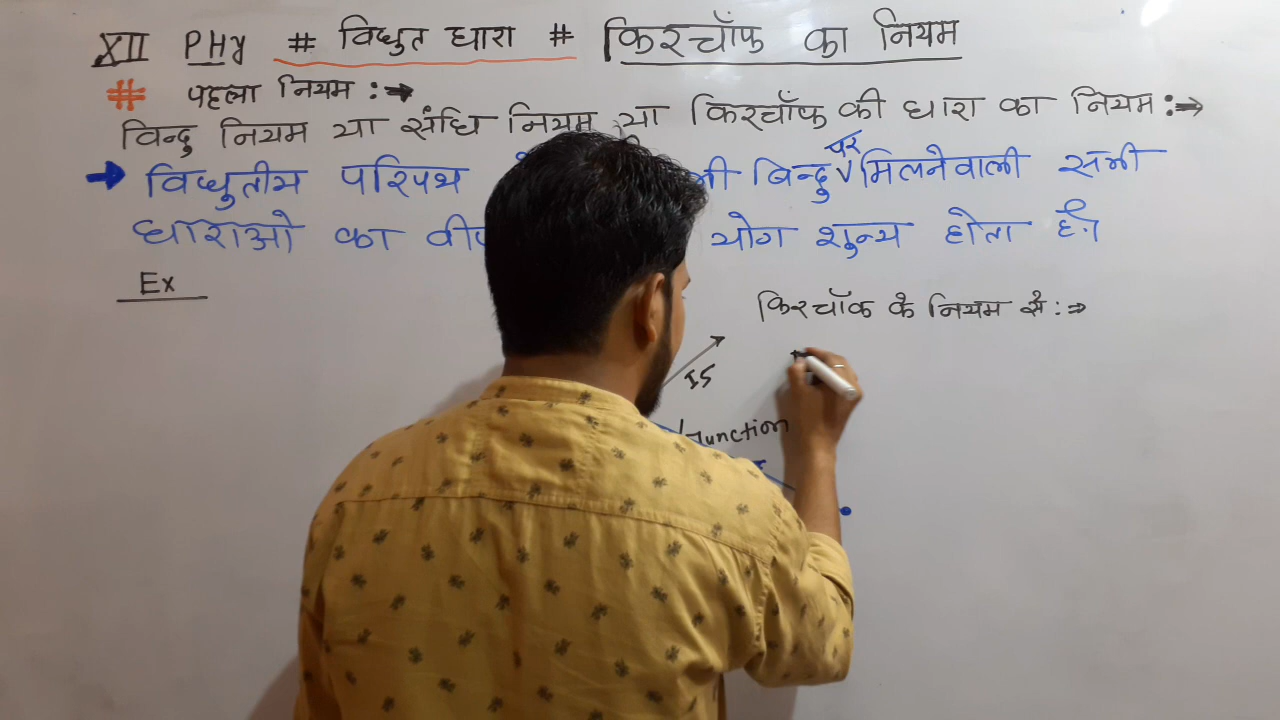 XII PHY # विधुत धारा # किरचॉफ का नियम
# पहला नियम :→
विन्दु नियम या संधि नियम या किरचॉफ की धारा का नियम :→
→ विधुतीय परिपथ बिन्दु पर मिलनेवाली सभी
धाराओ का योग शुन्य होता है।
Ex
किरचॉक के नियम से :⇒
I5
Junction